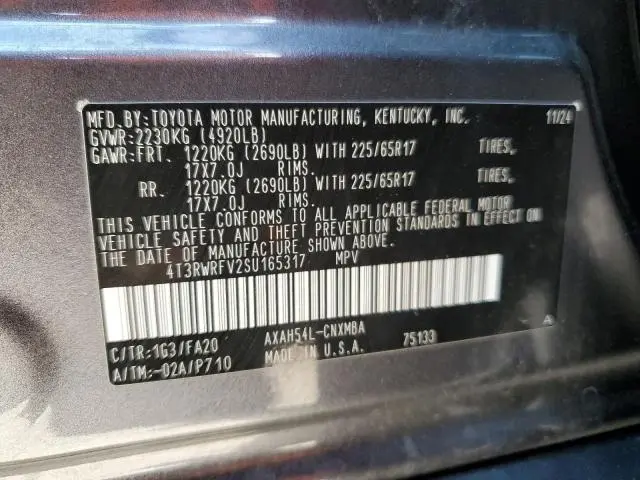 MFD. BY: TOYOTA MOTOR MANUFACTURING, KENTUCKY, INC. 11/24
GVWR: 2230KG (4920LB)
GAWR: FRT. 1220KG (2690LB) WITH 225/65R17 TIRES,
17X7.0J RIMS.
RR. 1220KG (2690LB) WITH 225/65R17 TIRES,
17X7.0J RIMS.
THIS VEHICLE CONFORMS TO ALL APPLICABLE FEDERAL MOTOR
VEHICLE SAFETY AND THEFT PREVENTION STANDARDS IN EFFECT ON
THE DATE OF MANUFACTURE SHOWN ABOVE.
4T3RWRFV2SU165317 MPV
A
C/TR: 1G3/FA20 AXAH54L-CNXMBA 75133
A/TM: -02A/P710 MADE IN U.S.A.